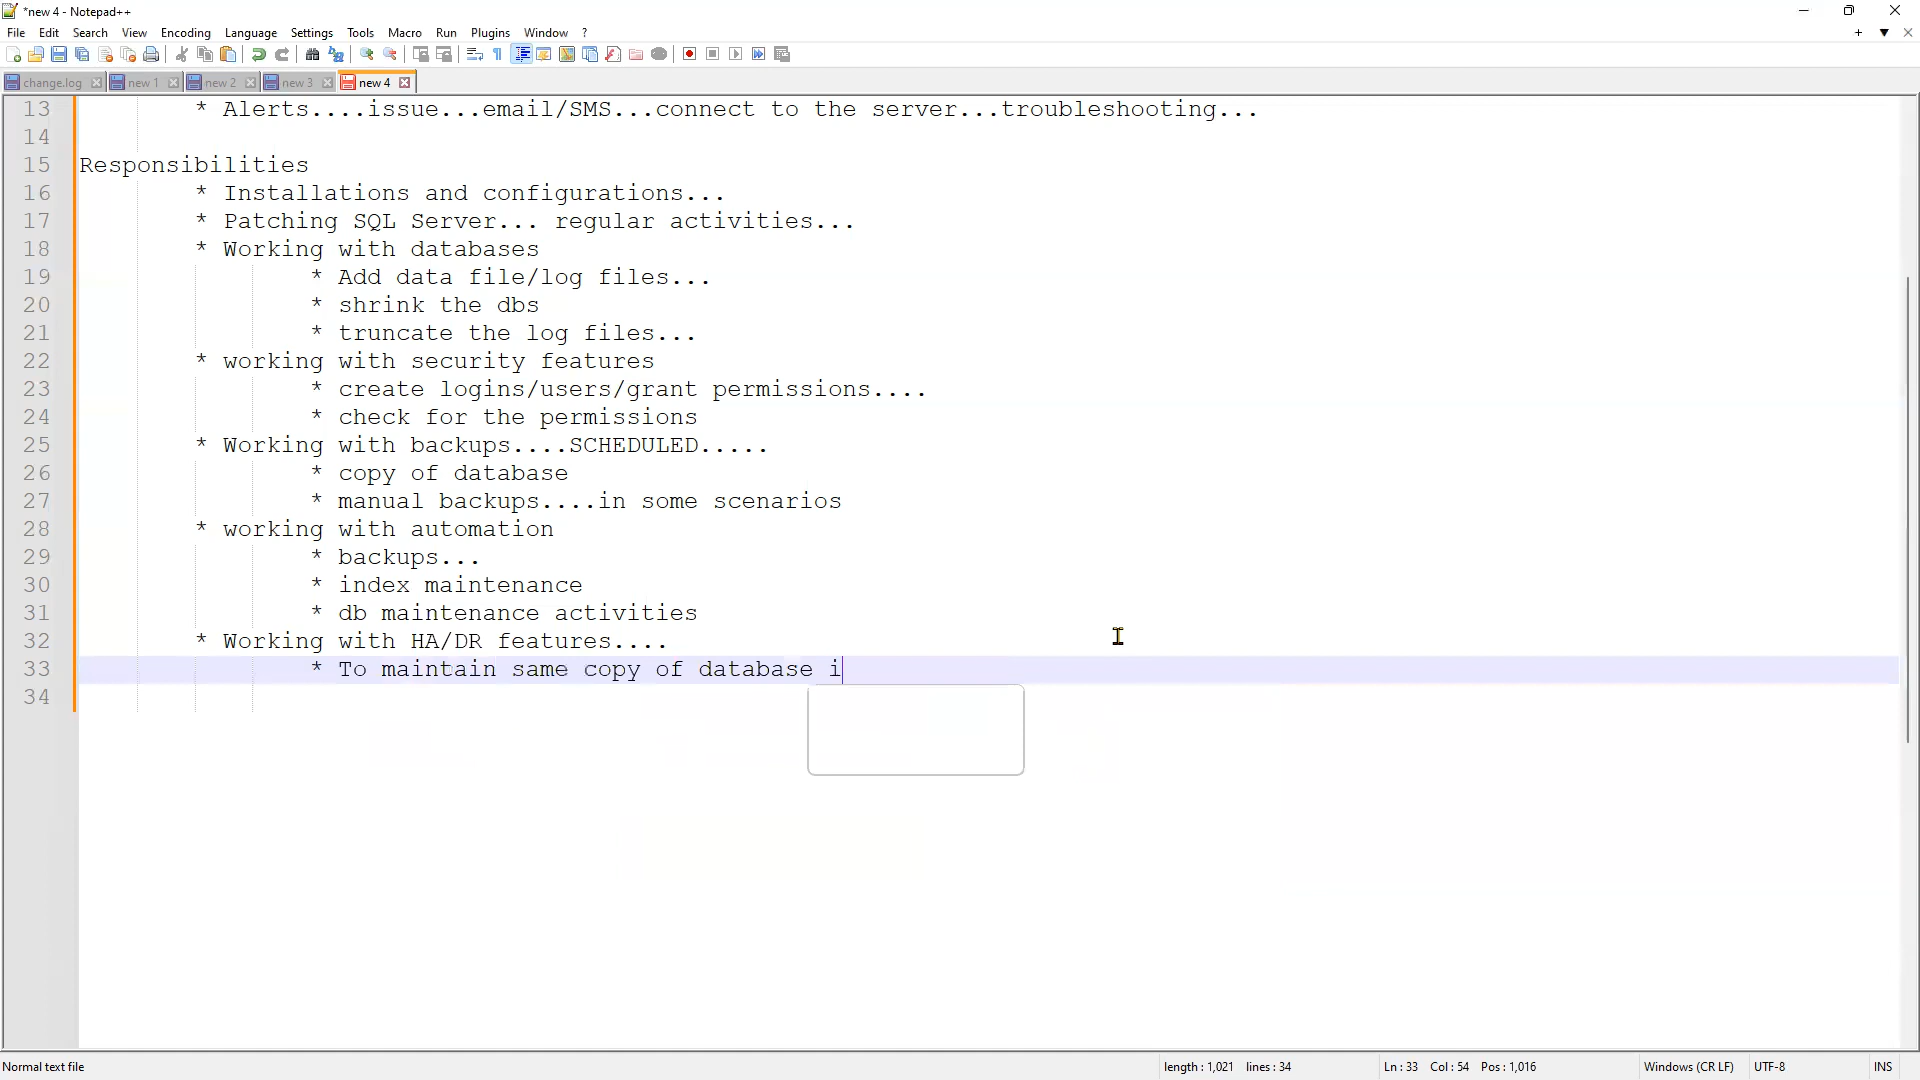 *new 4 - Notepad++
File Edit Search View Encoding Language Settings Tools Macro Run Plugins Window ?
change.log new 1 new 2 new 3 new 4
13 * Alerts....issue...email/SMS...connect to the server...troubleshooting...
14
15 Responsibilities
16 * Installations and configurations...
17 * Patching SQL Server... regular activities...
18 * Working with databases
19 * Add data file/log files...
20 * shrink the dbs
21 * truncate the log files...
22 * working with security features
23 * create logins/users/grant permissions....
24 * check for the permissions
25 * Working with backups....SCHEDULED.....
26 * copy of database
27 * manual backups....in some scenarios
28 * working with automation
29 * backups...
30 * index maintenance
31 * db maintenance activities
32 * Working with HA/DR features....
33 * To maintain same copy of database i
34
Normal text file length : 1,021 lines : 34 Ln : 33 Col : 54 Pos : 1,016 Windows (CR LF) UTF-8 INS